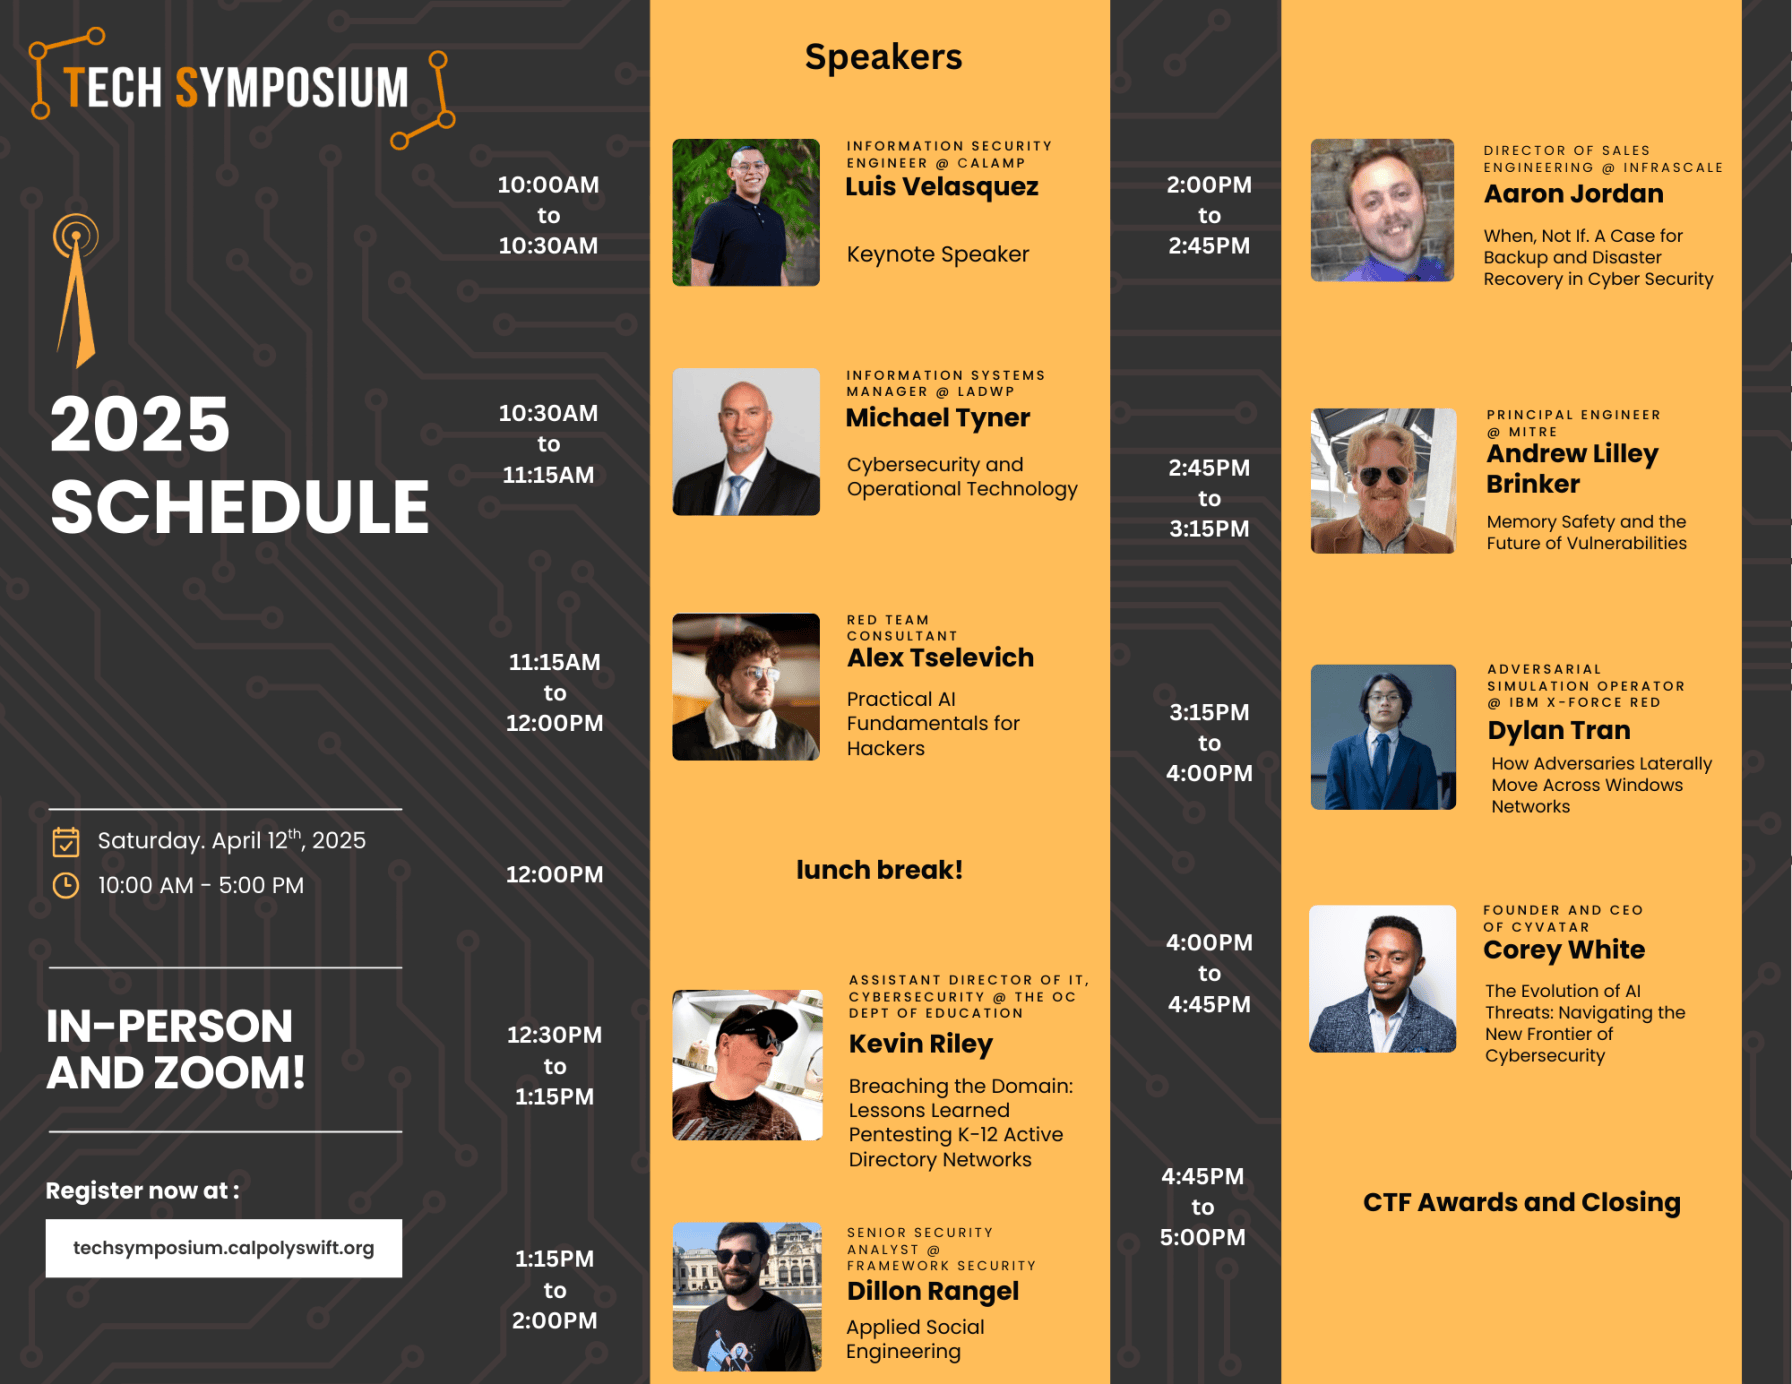 TECH SYMPOSIUM
2025
SCHEDULE
Saturday. April 12th, 2025
10:00 AM - 5:00 PM
IN-PERSON
AND ZOOM!
Register now at :
techsymposium.calpolyswift.org
Speakers
10:00AM
to
10:30AM
INFORMATION SECURITY
ENGINEER @ CALAMP
Luis Velasquez
Keynote Speaker
10:30AM
to
11:15AM
INFORMATION SYSTEMS
MANAGER @ LADWP
Michael Tyner
Cybersecurity and
Operational Technology
11:15AM
to
12:00PM
RED TEAM
CONSULTANT
Alex Tselevich
Practical AI
Fundamentals for
Hackers
12:00PM
lunch break!
12:30PM
to
1:15PM
ASSISTANT DIRECTOR OF IT,
CYBERSECURITY @ THE OC
DEPT OF EDUCATION
Kevin Riley
Breaching the Domain:
Lessons Learned
Pentesting K-12 Active
Directory Networks
1:15PM
to
2:00PM
SENIOR SECURITY
ANALYST @
FRAMEWORK SECURITY
Dillon Rangel
Applied Social
Engineering
2:00PM
to
2:45PM
DIRECTOR OF SALES
ENGINEERING @ INFRASCALE
Aaron Jordan
When, Not If. A Case for
Backup and Disaster
Recovery in Cyber Security
2:45PM
to
3:15PM
PRINCIPAL ENGINEER
@ MITRE
Andrew Lilley
Brinker
Memory Safety and the
Future of Vulnerabilities
3:15PM
to
4:00PM
ADVERSARIAL
SIMULATION OPERATOR
@ IBM X-FORCE RED
Dylan Tran
How Adversaries Laterally
Move Across Windows
Networks
4:00PM
to
4:45PM
FOUNDER AND CEO
OF CYVATAR
Corey White
The Evolution of AI
Threats: Navigating the
New Frontier of
Cybersecurity
4:45PM
to
5:00PM
CTF Awards and Closing